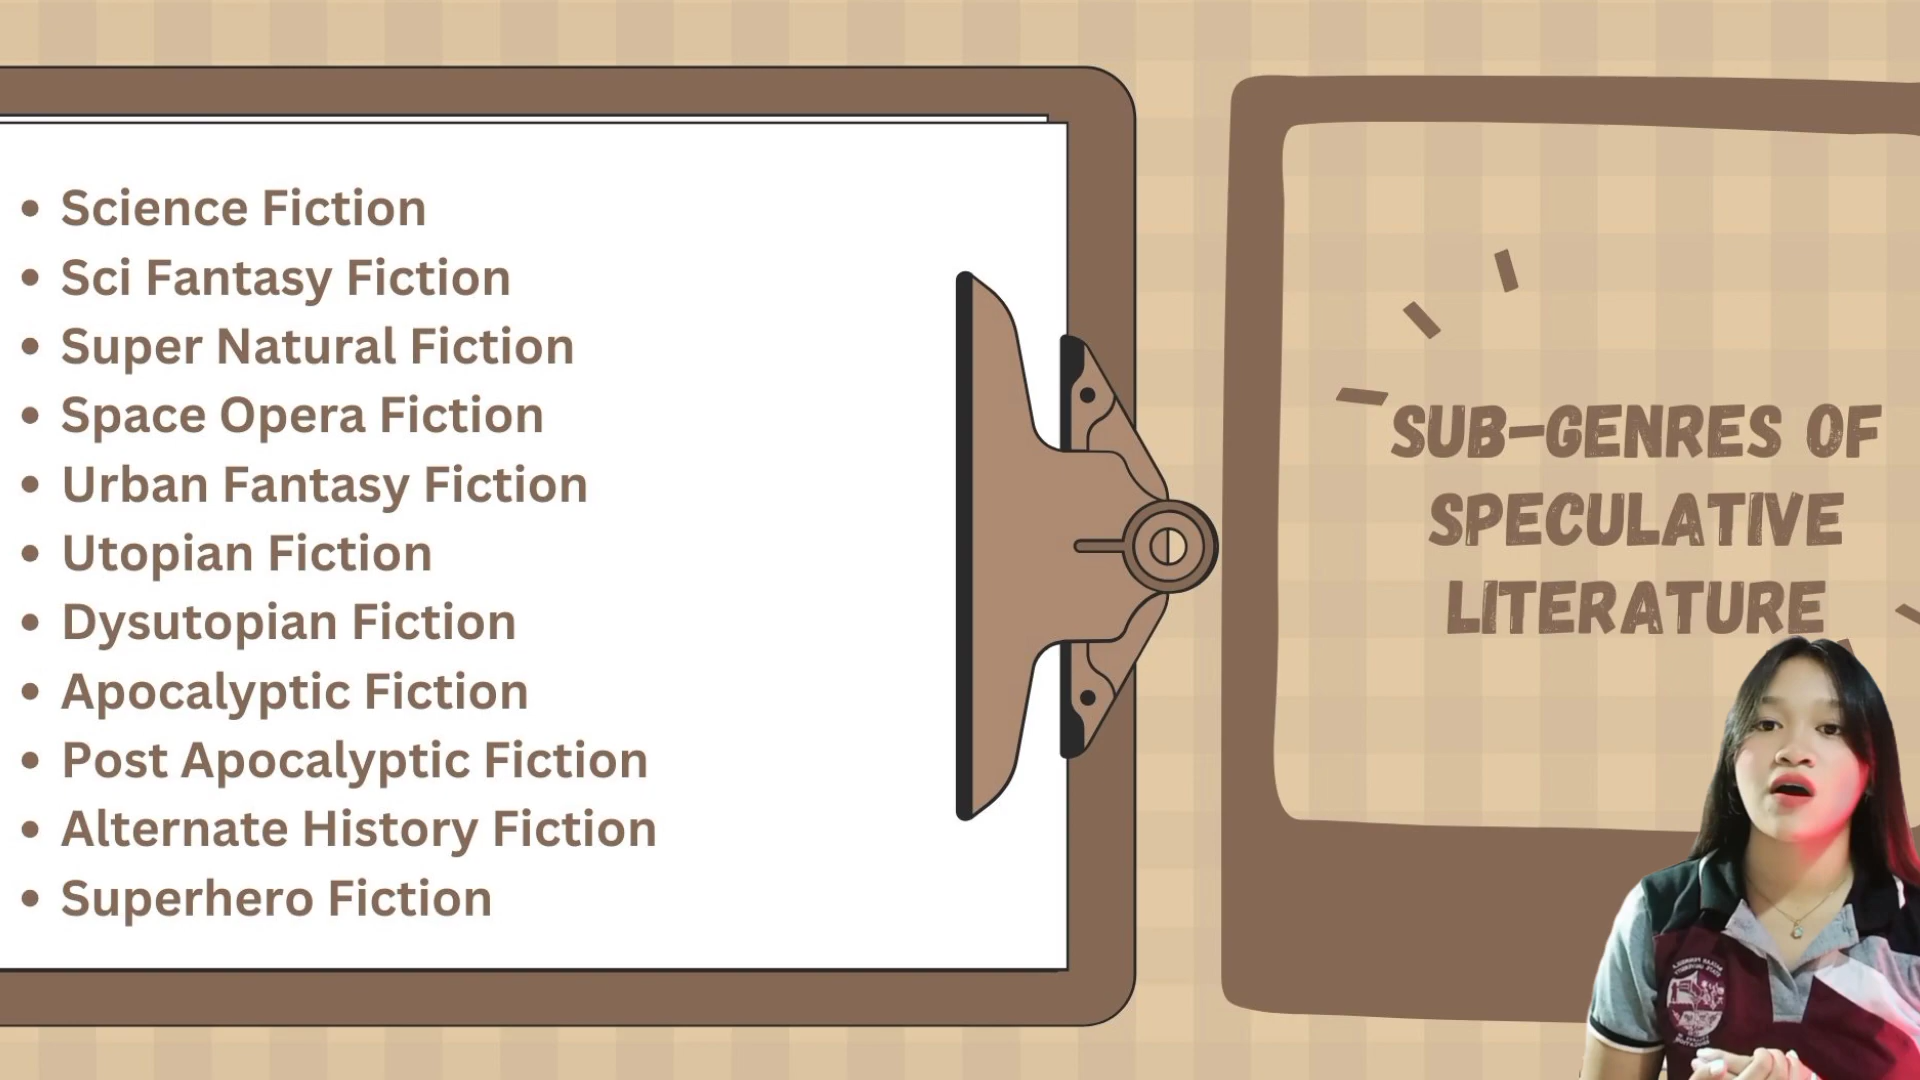 Science Fiction
Sci Fantasy Fiction
Super Natural Fiction
Space Opera Fiction
Urban Fantasy Fiction
Utopian Fiction
Dysutopian Fiction
Apocalyptic Fiction
Post Apocalyptic Fiction
Alternate History Fiction
Superhero Fiction
SUB-GENRES OF
SPECULATIVE
LITERATURE